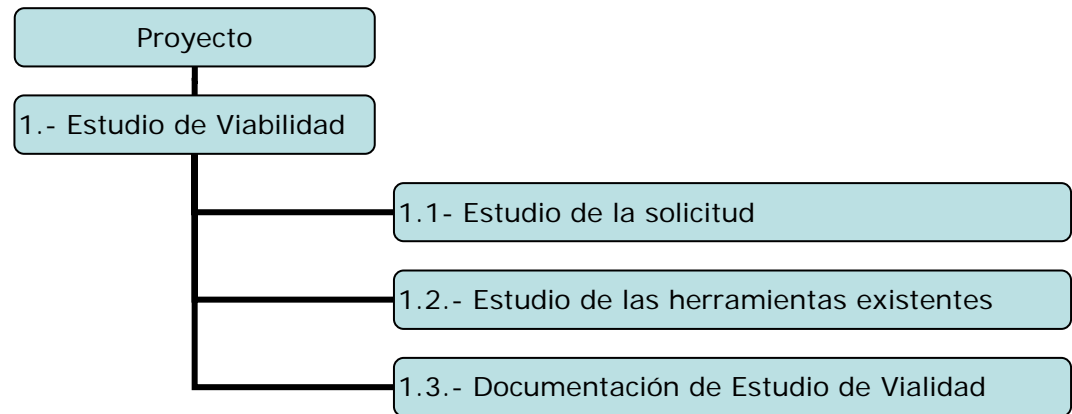 Proyecto
1.- Estudio de Viabilidad
1.1- Estudio de la solicitud
1.2.- Estudio de las herramientas existentes
1.3.- Documentación de Estudio de Vialidad